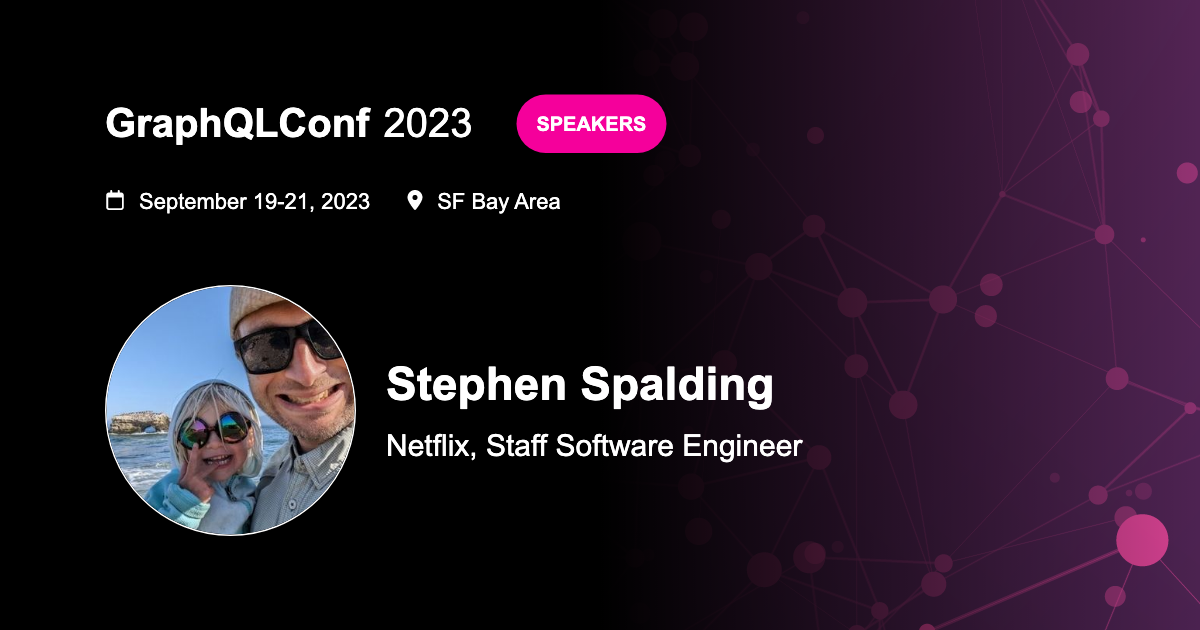 GraphQLConf 2023 SPEAKERS
September 19-21, 2023 SF Bay Area
Stephen Spalding
Netflix, Staff Software Engineer